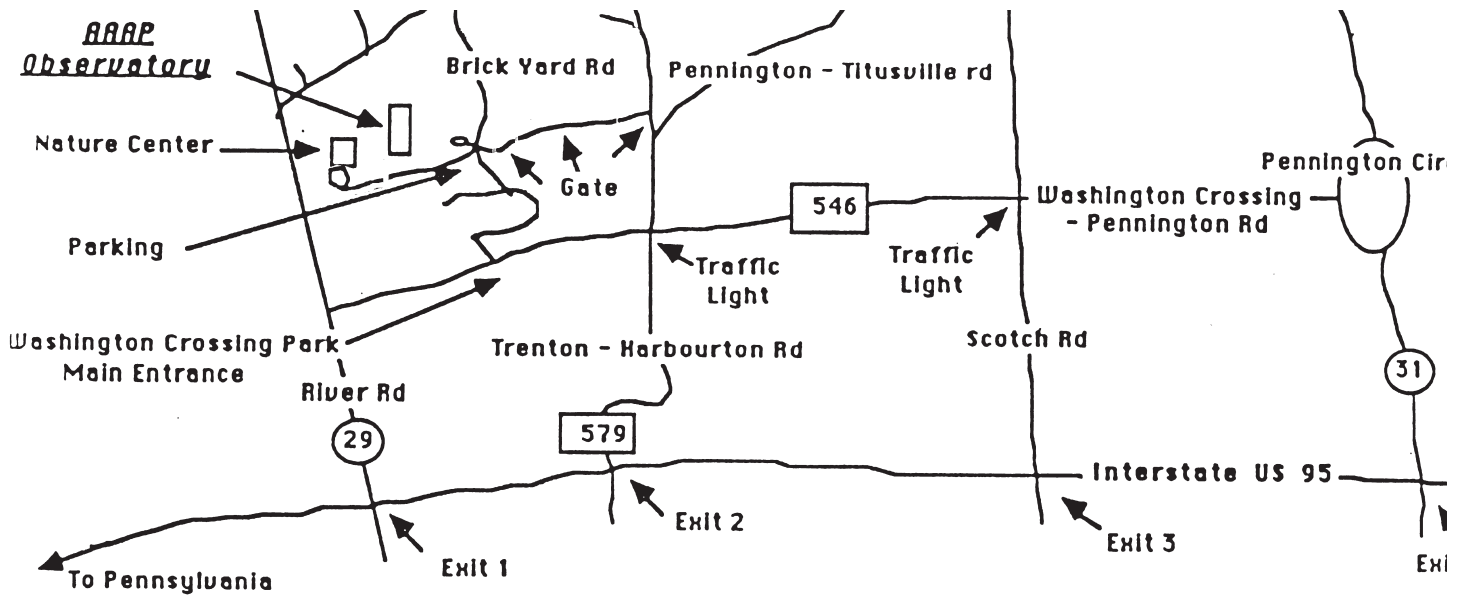 AAAP
Observatory
Brick Yard Rd
Pennington - Titusville rd
Nature Center
Gate
Pennington Cir
546
Washington Crossing
- Pennington Rd
Parking
Traffic
Light
Traffic
Light
Washington Crossing Park
Main Entrance
Trenton - Harbourton Rd
Scotch Rd
River Rd
31
29
579
Interstate US 95
Exit 2
Exit 3
Exit 1
Exi
To Pennsylvania